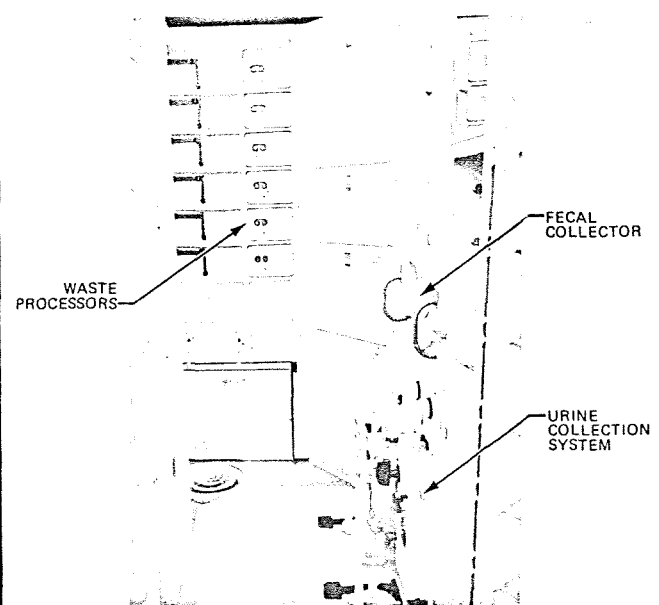 FECAL
COLLECTOR
WASTE
PROCESSORS
URINE
COLLECTION
SYSTEM